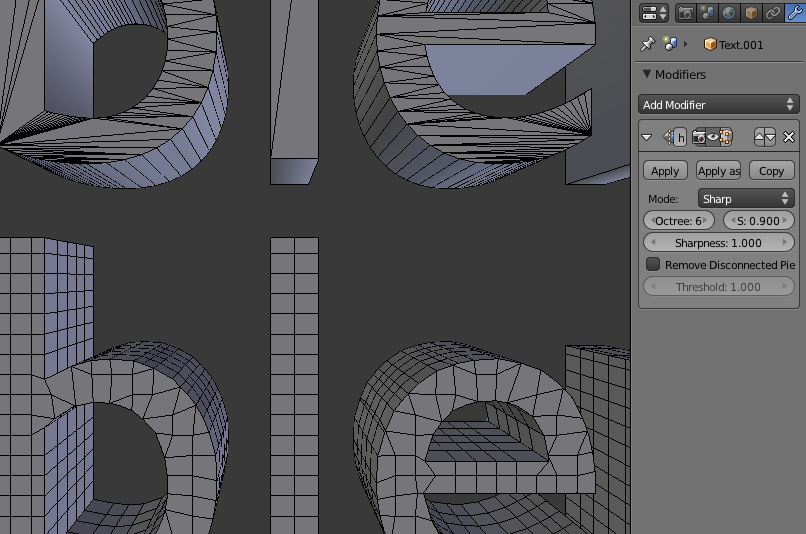 Text.001
Modifiers
Add Modifier
h
Apply
Apply as
Copy
Mode:
Sharp
Octree: 6
S: 0.900
Sharpness: 1.000
Remove Disconnected Pie
Threshold: 1.000